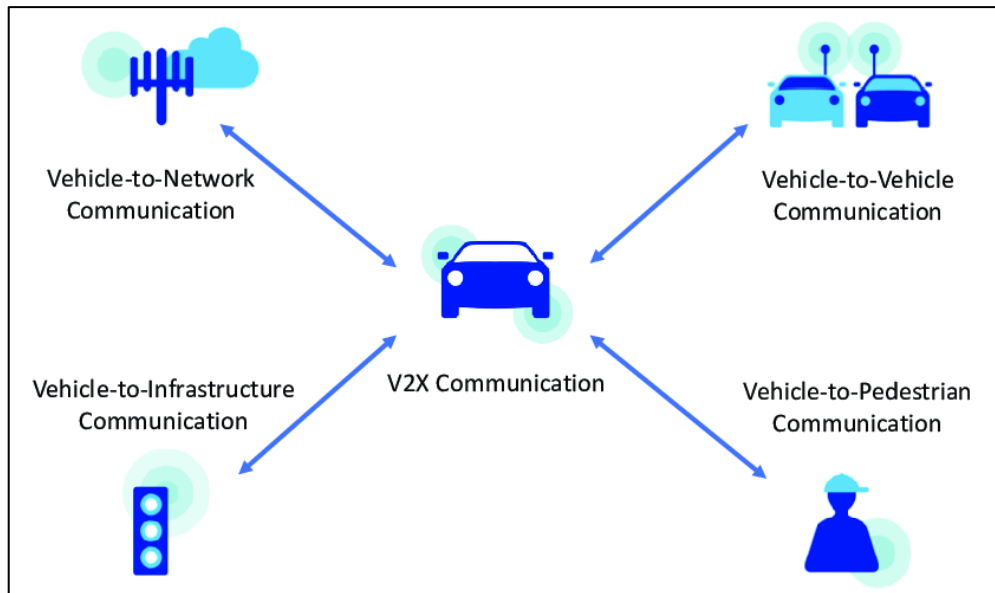 Vehicle-to-Network
Communication
Vehicle-to-Vehicle
Communication
Vehicle-to-Infrastructure
Communication
V2X Communication
Vehicle-to-Pedestrian
Communication